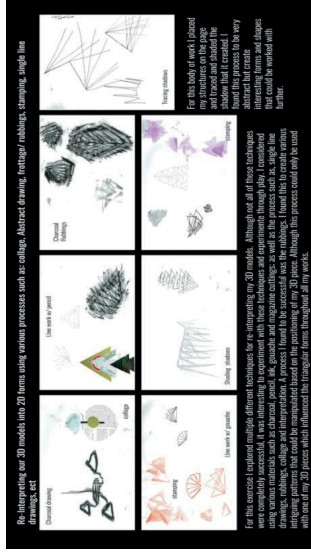 Re-Interpreting our 3D models into 2D forms using various processes such as: collage, Abstract drawing, frottage/ rubbings, stamping, single line
drawings, ect
Charcoal drawing
collage
Line work w/ pencil
Charcoal
Rubbings
Tracing shadows
stamping
Line work w/ gouache
Shading shadows
stamping
For this body of work I placed
my structures on the page
and traced and shaded the
shadow that it created. I
found this process to be very
abstract but create
interesting forms and shapes
that could be worked with
further.
For this exercise I explored multiple different techniques for re-interpreting my 3D models. Although not all of these techniques
were completely successful, it was interesting to experiment with these techniques and experimente through play. I considered
using various materials such as charcoal, pencil, ink, gouache and magazine cuttings: as well as the process such as, single line
drawings, rubbings, collage and interpretation. A process I found to be successful was the rubbings. I found this to create various
intriguing patterns that could be manipulated based on the positioning of my 3D piece. Although this process could only be used
with one of my 3D pieces which influenced the triangular forms throughout all my works.